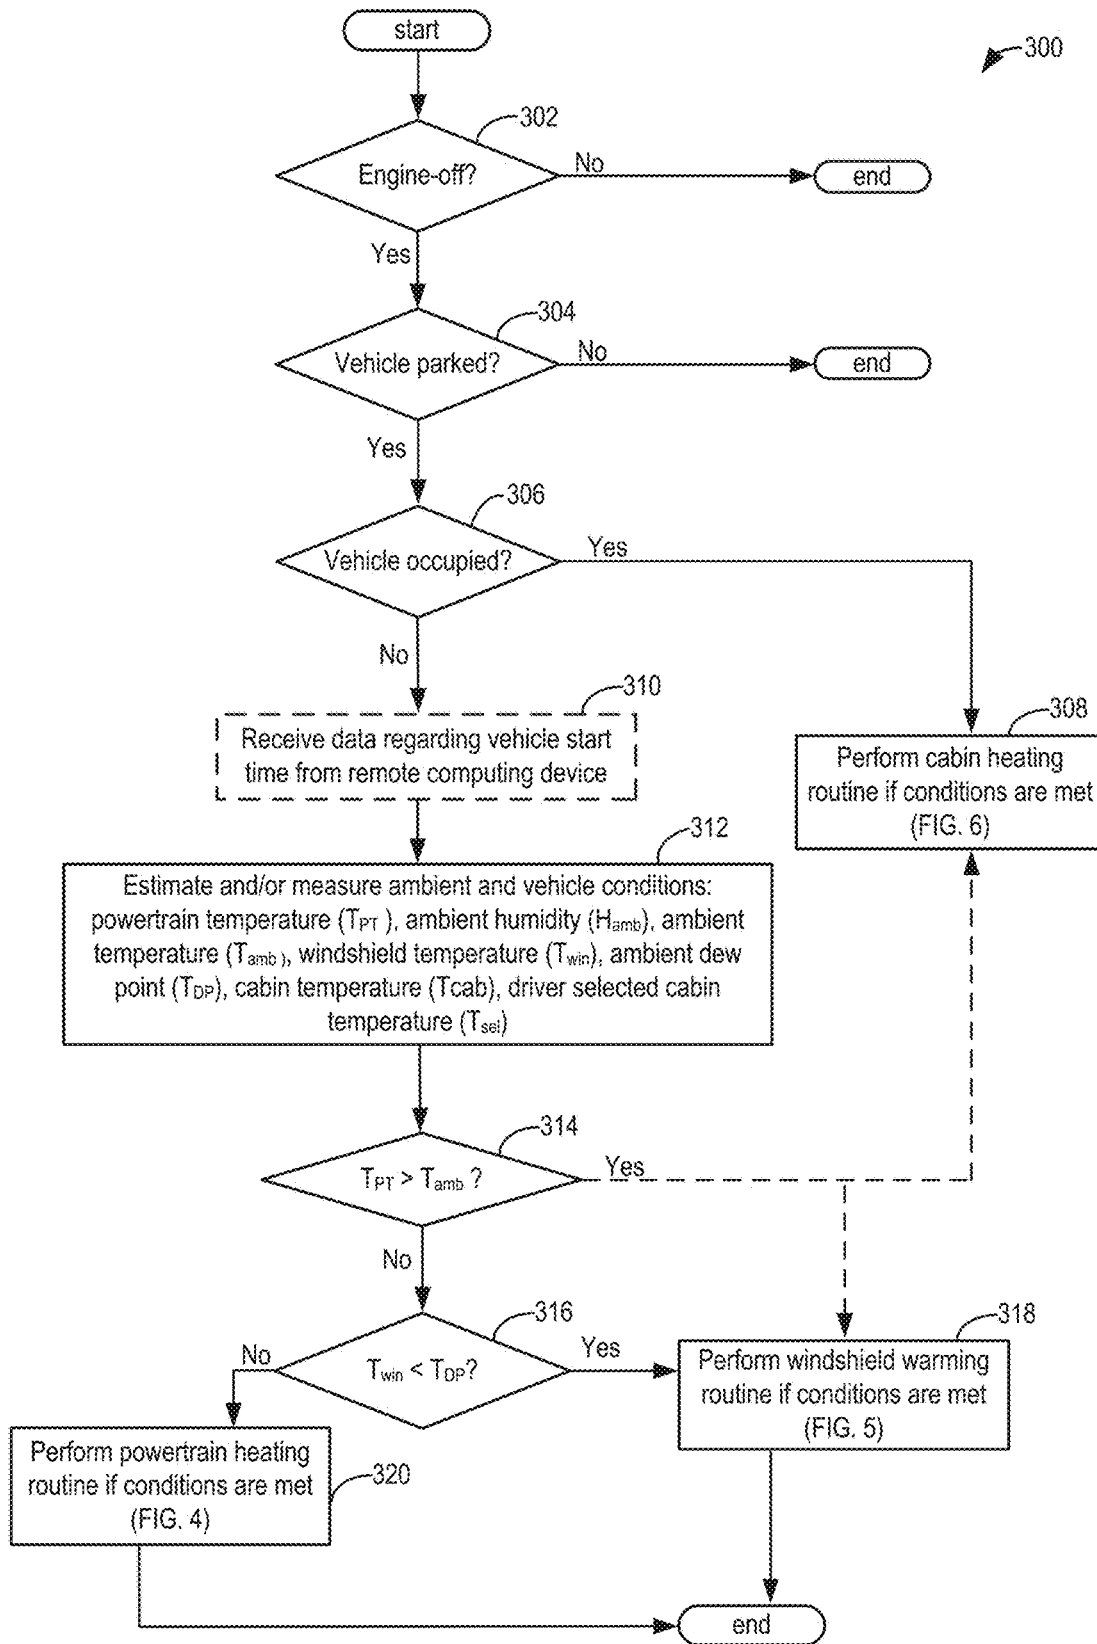 start
300
302
Engine-off?
No
end
Yes
304
Vehicle parked?
No
end
Yes
306
Vehicle occupied?
Yes
No
310
Receive data regarding vehicle start
time from remote computing device
308
Perform cabin heating
routine if conditions are met
(FIG. 6)
312
Estimate and/or measure ambient and vehicle conditions:
powertrain temperature (TPT ), ambient humidity (Hamb), ambient
temperature (Tamb), windshield temperature (Twin), ambient dew
point (TDP), cabin temperature (Tcab), driver selected cabin
temperature (Tsel)
314
TPT > Tamb ?
Yes
No
316
Twin < TDP?
No
Yes
318
Perform windshield warming
routine if conditions are met
(FIG. 5)
Perform powertrain heating
routine if conditions are met
(FIG. 4)
320
end